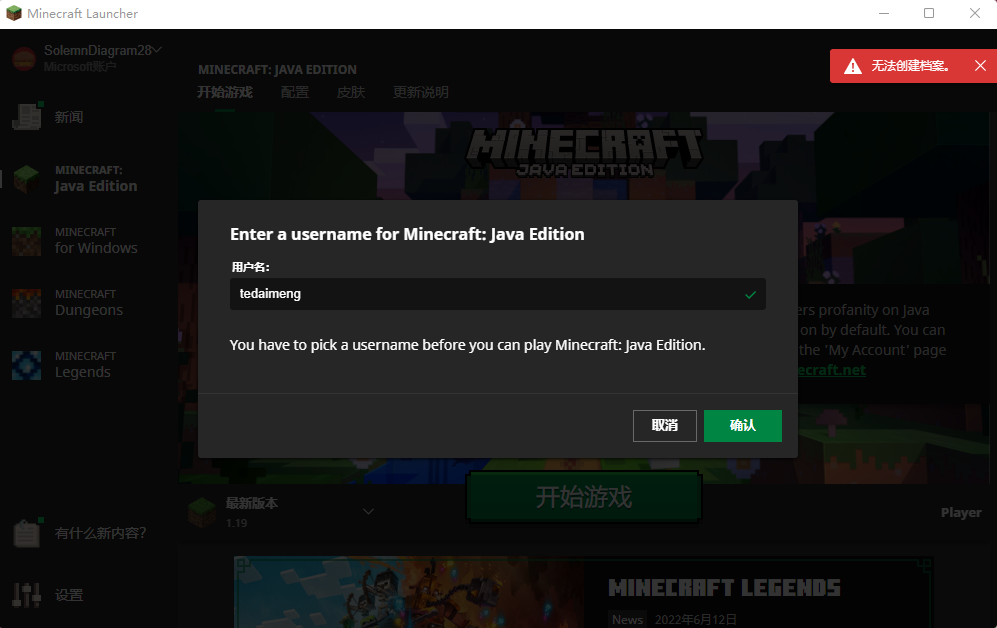 Minecraft Launcher
SolemnDiagram28
Microsoft账户
无法创建档案。
MINECRAFT: JAVA EDITION
开始游戏 配置 皮肤 更新说明
新闻
MINECRAFT
JAVA EDITION
MINECRAFT:
Java Edition
MINECRAFT
for Windows
MINECRAFT
Dungeons
MINECRAFT
Legends
Enter a username for Minecraft: Java Edition
用户名:
tedaimeng
You have to pick a username before you can play Minecraft: Java Edition.
取消 确认
ers profanity on Java
on by default. You can
the 'My Account' page
ecraft.net
最新版本
1.19
开始游戏
Player
有什么新内容?
设置
MINECRAFT LEGENDS
News 2022年6月12日